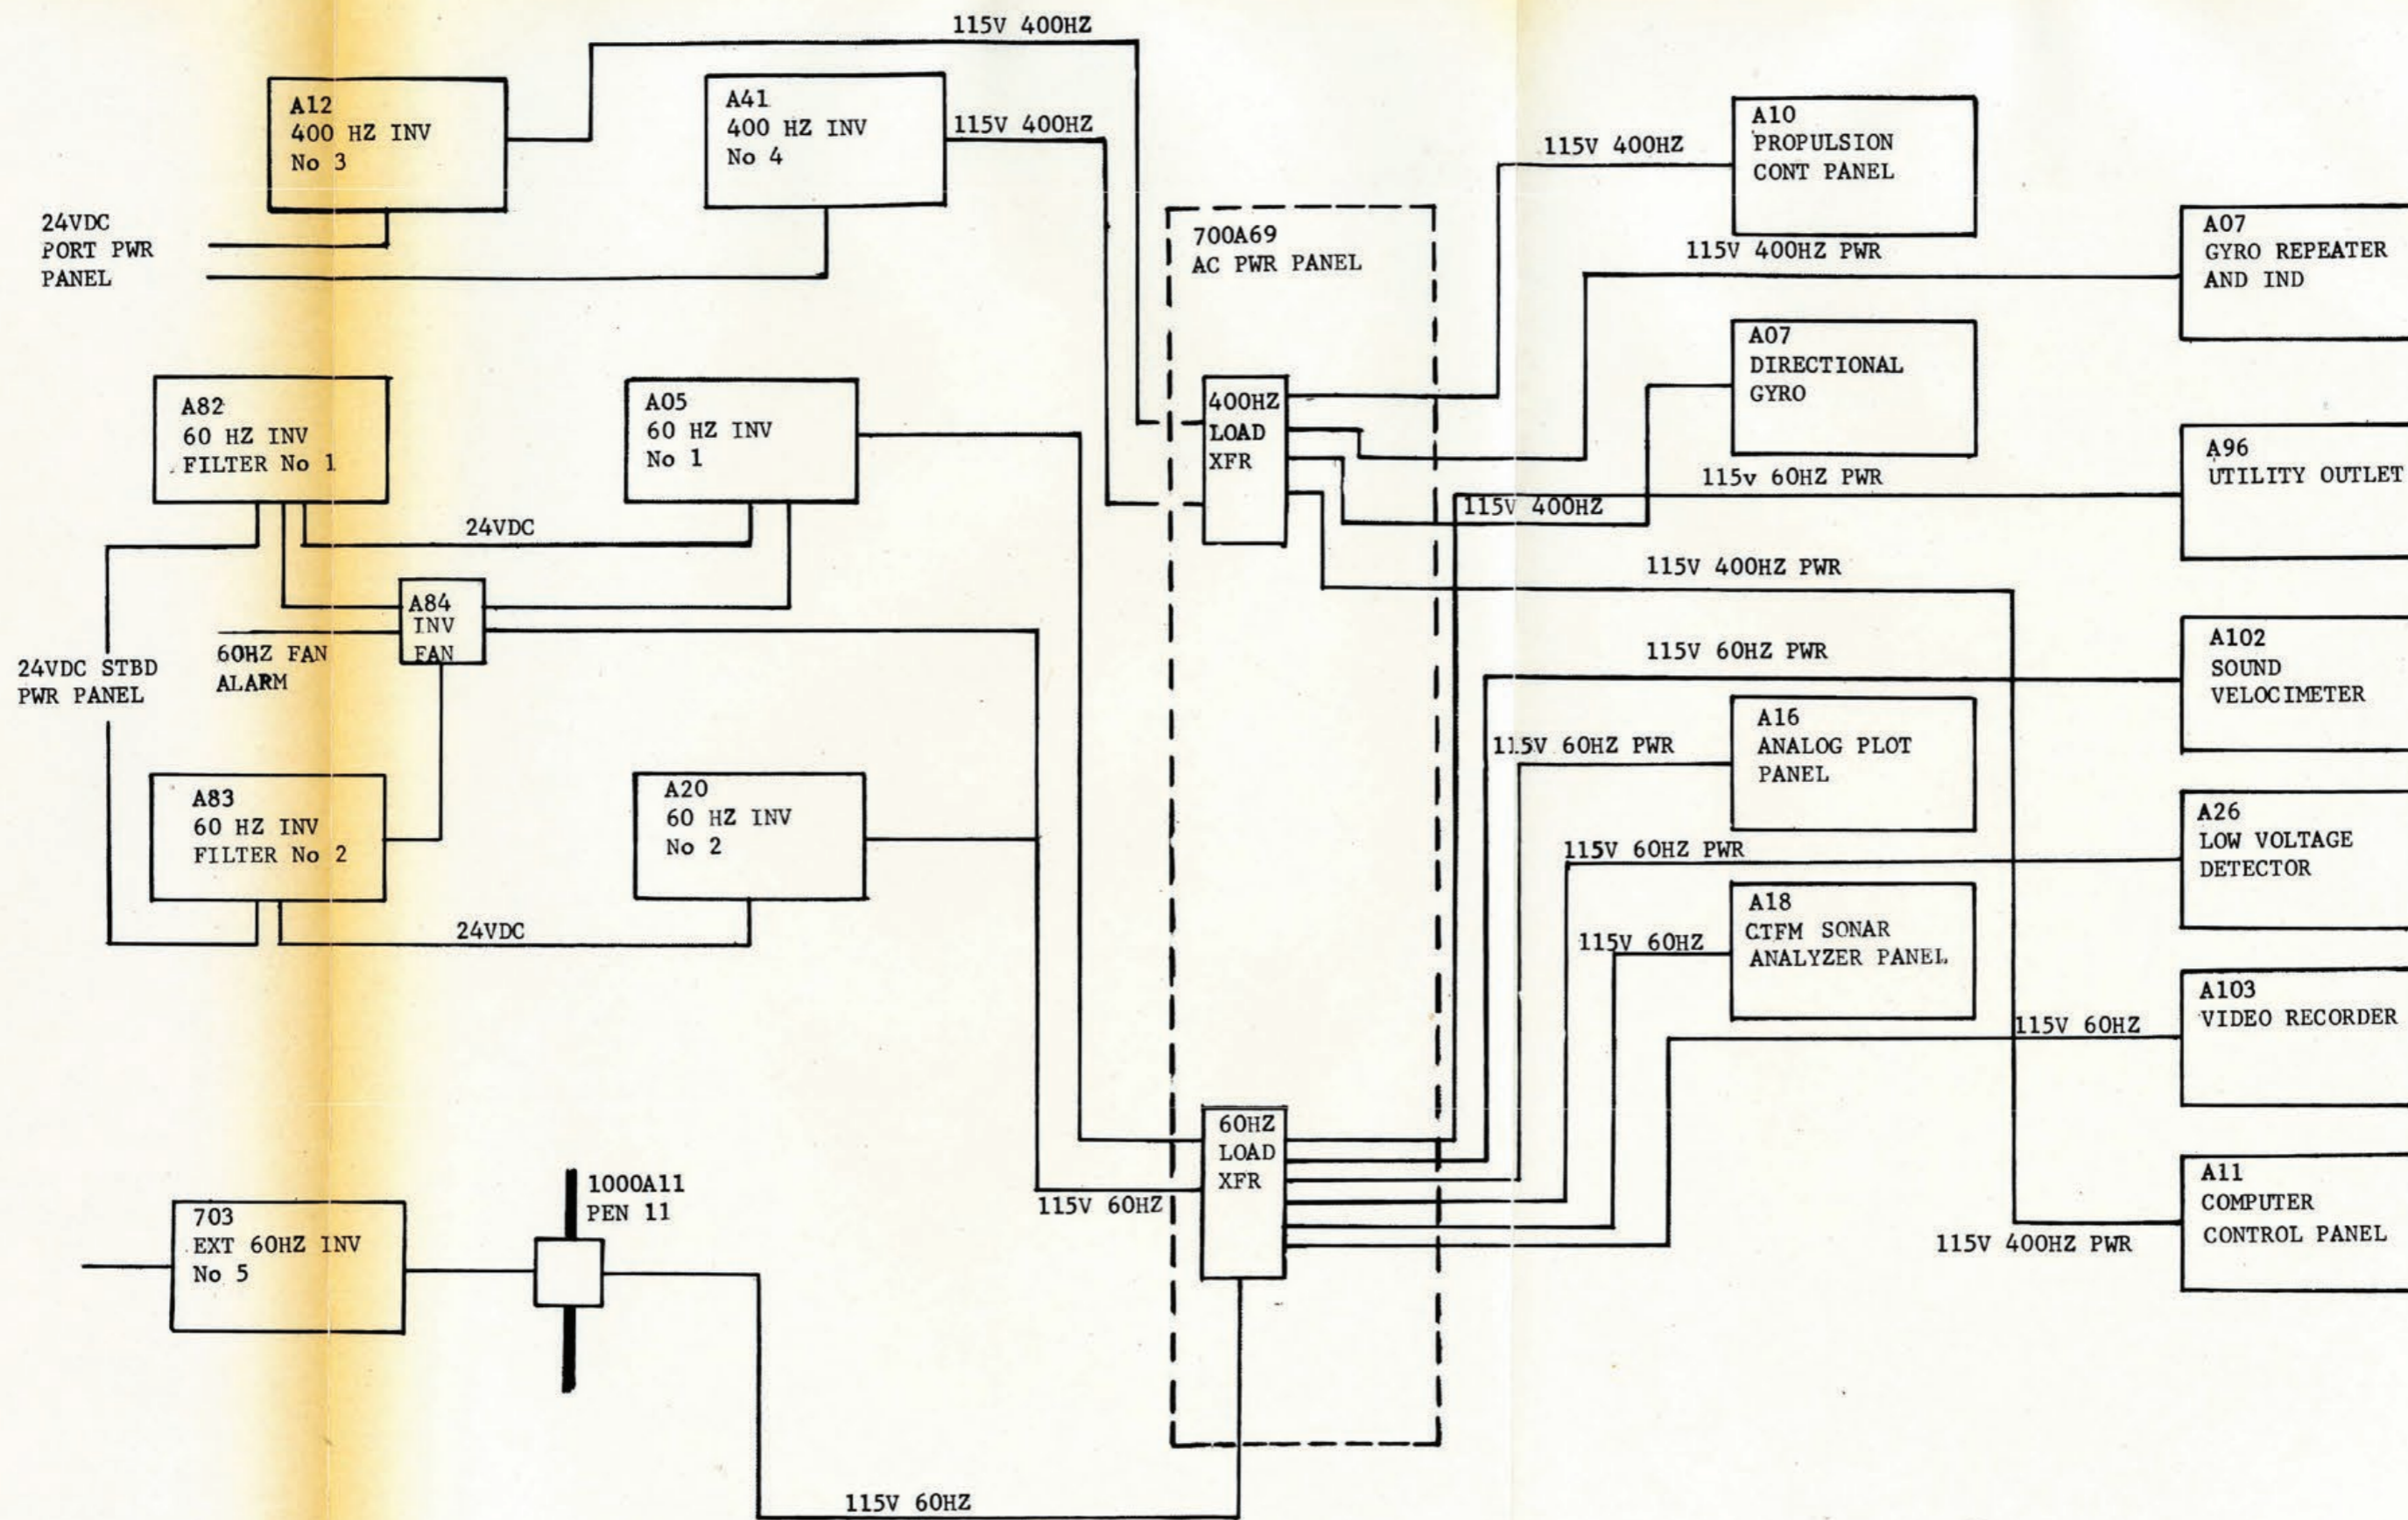 115V 400HZ
A12
400 HZ INV
No 3
A41
400 HZ INV
No 4
115V 400HZ
24VDC
PORT PWR
PANEL
A82
60 HZ INV
FILTER No 1
A05
60 HZ INV
No 1
24VDC
A84
INV
FAN
60HZ FAN
ALARM
24VDC STBD
PWR PANEL
A83
60 HZ INV
FILTER No 2
A20
60 HZ INV
No 2
24VDC
703
EXT 60HZ INV
No 5
1000A11
PEN 11
115V 60HZ
115V 60HZ
700A69
AC PWR PANEL
400HZ
LOAD
XFR
60HZ
LOAD
XFR
115V 400HZ
A10
PROPULSION
CONT PANEL
115V 400HZ PWR
A07
GYRO REPEATER
AND IND
A07
DIRECTIONAL
GYRO
115v 60HZ PWR
115V 400HZ
A96
UTILITY OUTLET
115V 400HZ PWR
115V 60HZ PWR
A102
SOUND
VELOCIMETER
A16
ANALOG PLOT
PANEL
115V 60HZ PWR
115V 60HZ PWR
A26
LOW VOLTAGE
DETECTOR
A18
CTFM SONAR
ANALYZER PANEL
115V 60HZ
A103
VIDEO RECORDER
115V 60HZ
A11
COMPUTER
CONTROL PANEL
115V 400HZ PWR